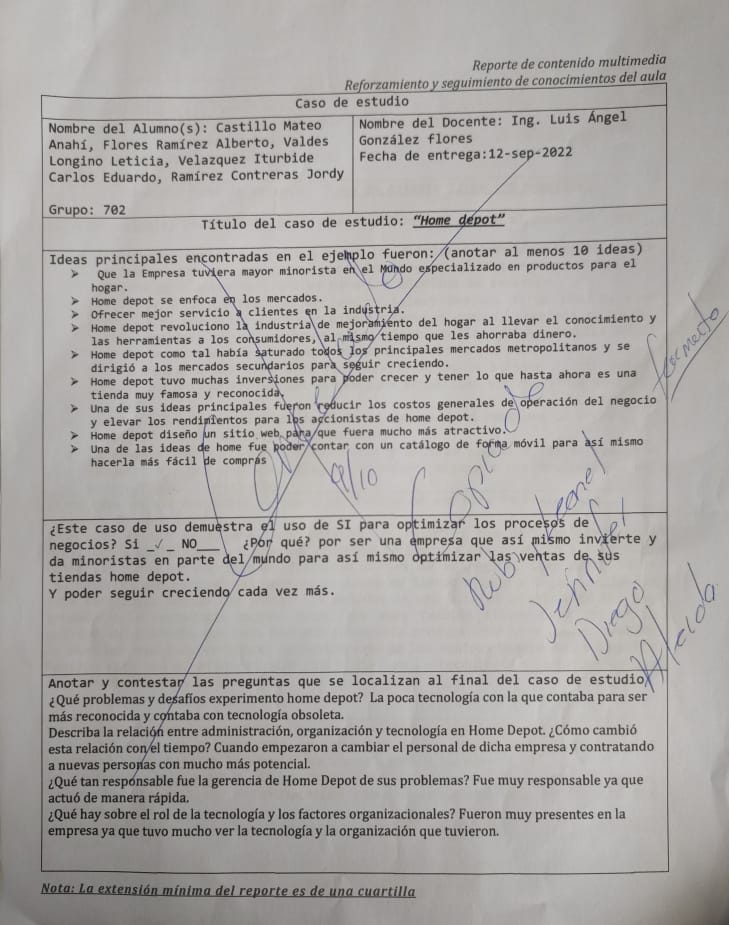 Reporte de contenido multimedia
Reforzamiento y seguimiento de conocimientos del aula
Caso de estudio
Nombre del Alumno(s): Castillo Mateo
Anahí, Flores Ramírez Alberto, Valdes
Longino Leticia, Velazquez Iturbide
Carlos Eduardo, Ramírez Contreras Jordy
Grupo: 702
Nombre del Docente: Ing. Luis Ángel
González flores
Fecha de entrega:12-sep-2022
Título del caso de estudio: "Home depot"
Ideas principales encontradas en el ejemplo fueron: (anotar al menos 10 ideas)
➤ Que la Empresa tuviera mayor minorista en el Mundo especializado en productos para el
hogar.
➤ Home depot se enfoca en los mercados.
➤ Ofrecer mejor servicio a clientes en la industria.
➤ Home depot revoluciono la industria de mejoramiento del hogar al llevar el conocimiento y
las herramientas a los consumidores, al mismo tiempo que les ahorraba dinero.
➤ Home depot como tal había saturado todos los principales mercados metropolitanos y se
dirigió a los mercados secundarios para seguir creciendo.
➤ Home depot tuvo muchas inversiones para poder crecer y tener lo que hasta ahora es una
tienda muy famosa y reconocida.
➤ Una de sus ideas principales fueron reducir los costos generales de operación del negocio
y elevar los rendimientos para los accionistas de home depot.
➤ Home depot diseño un sitio web para que fuera mucho más atractivo.
➤ Una de las ideas de home fue poder contar con un catálogo de forma móvil para así mismo
hacerla más fácil de comprás
9/10
¿Este caso de uso demuestra el uso de SI para optimizar los procesos de
negocios? Si _✓_ NO___ ¿Por qué? por ser una empresa que así mismo invierte y
da minoristas en parte del mundo para así mismo optimizar las ventas de sus
tiendas home depot.
Y poder seguir creciendo cada vez más.
Diego
Anotar y contestar las preguntas que se localizan al final del caso de estudio
¿Qué problemas y desafíos experimento home depot? La poca tecnología con la que contaba para ser
más reconocida y contaba con tecnología obsoleta.
Describa la relación entre administración, organización y tecnología en Home Depot. ¿Cómo cambió
esta relación con el tiempo? Cuando empezaron a cambiar el personal de dicha empresa y contratando
a nuevas personas con mucho más potencial.
¿Qué tan responsable fue la gerencia de Home Depot de sus problemas? Fue muy responsable ya que
actuó de manera rápida.
¿Qué hay sobre el rol de la tecnología y los factores organizacionales? Fueron muy presentes en la
empresa ya que tuvo mucho ver la tecnología y la organización que tuvieron.
Nota: La extensión mínima del reporte es de una cuartilla